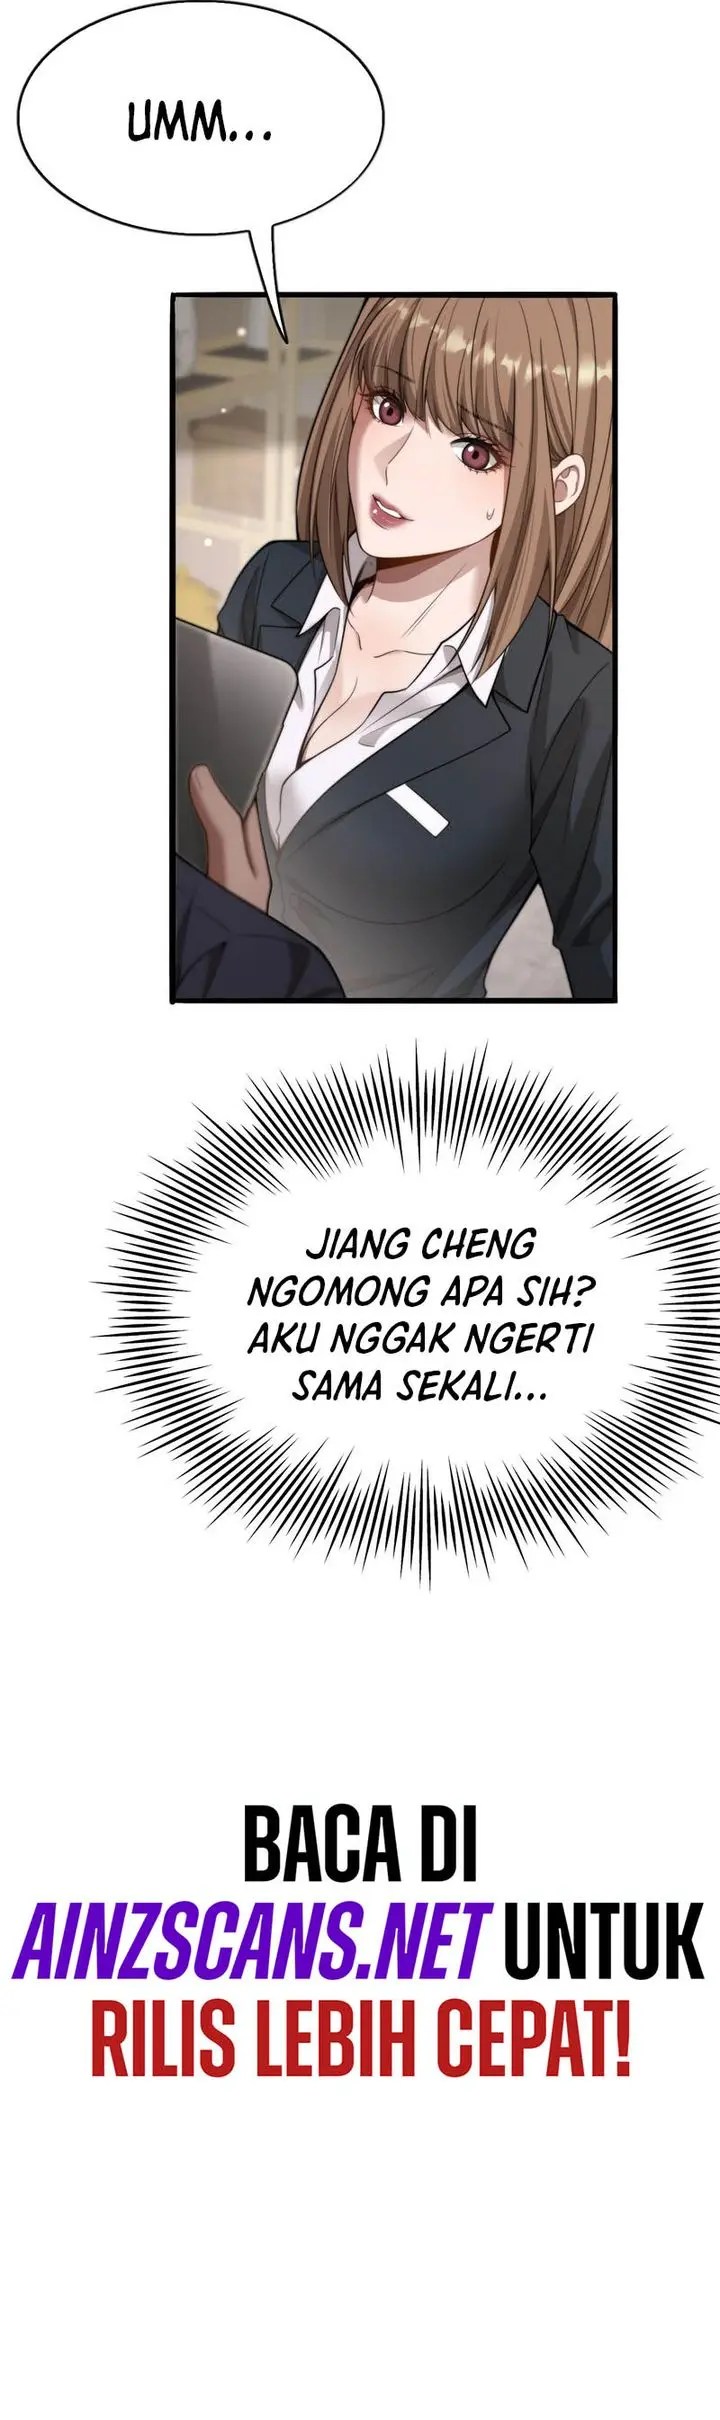 UMM...
JIANG CHENG
NGOMONG APA SIH?
AKU NGGAK NGERTI
SAMA SEKALI...
BACA DI
AINZSCANS.NET UNTUK
RILIS LEBIH CEPAT!